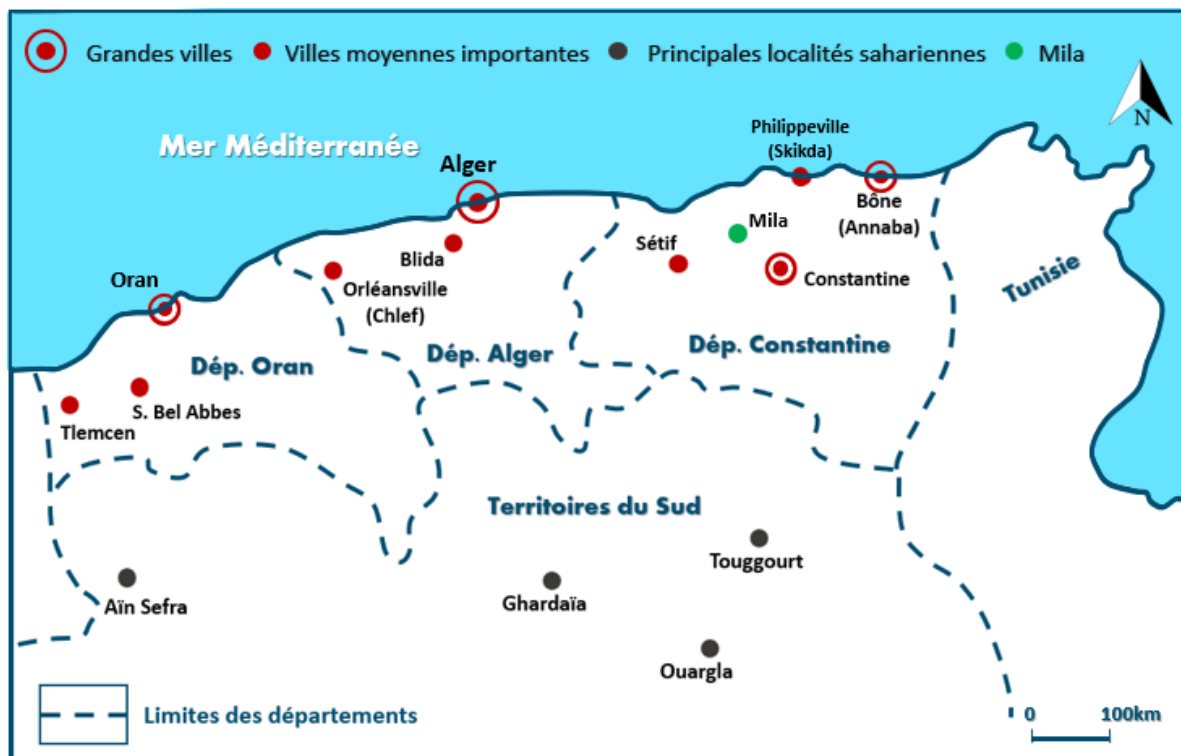 Grandes villes
Villes moyennes importantes
Principales localités sahariennes
Mila
N
Mer Méditerranée
Philippeville
(Skikda)
Alger
Bône
(Annaba)
Mila
Sétif
Blida
Constantine
Tunisie
Oran
Orléansville
(Chlef)
Dép. Alger
Dép. Constantine
Dép. Oran
S. Bel Abbes
Tlemcen
Territoires du Sud
Touggourt
Aïn Sefra
Ghardaïa
Ouargla
Limites des départements
0 100km